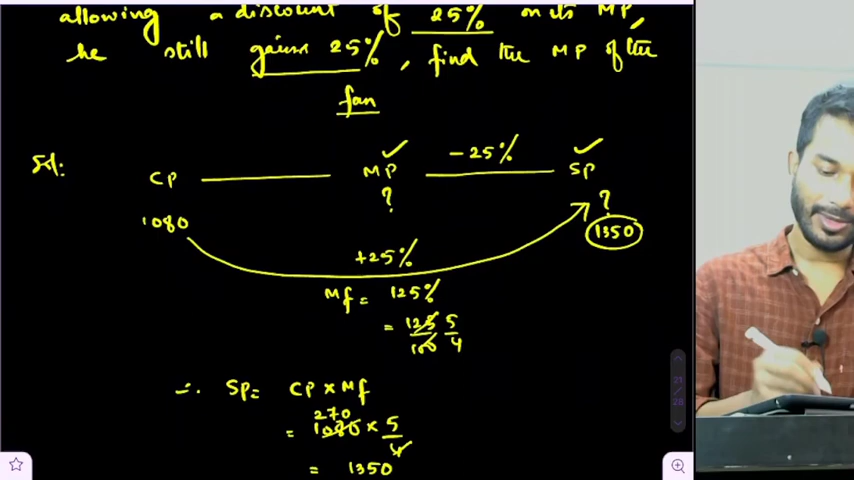 allowing a discount of 25% on its MP,
he still gains 25%, find the MP of the
fan
Sol:
CP MP -25% SP
? ?
1080 1350
+25%
Mf = 125%
= 125/100 5/4
∴ SP = CP × Mf
270
= 1080 × 5/4
= 1350
21
28